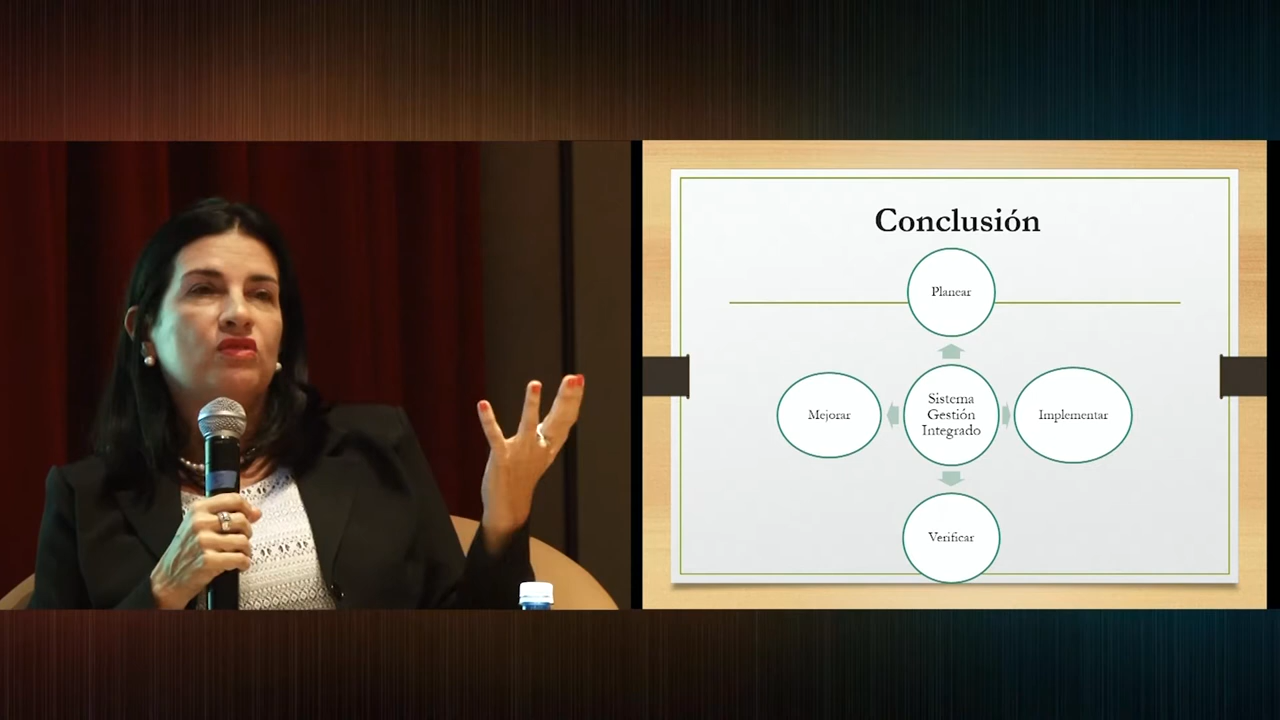 Conclusión
Planear
Mejorar
Sistema
Gestión
Integrado
Implementar
Verificar